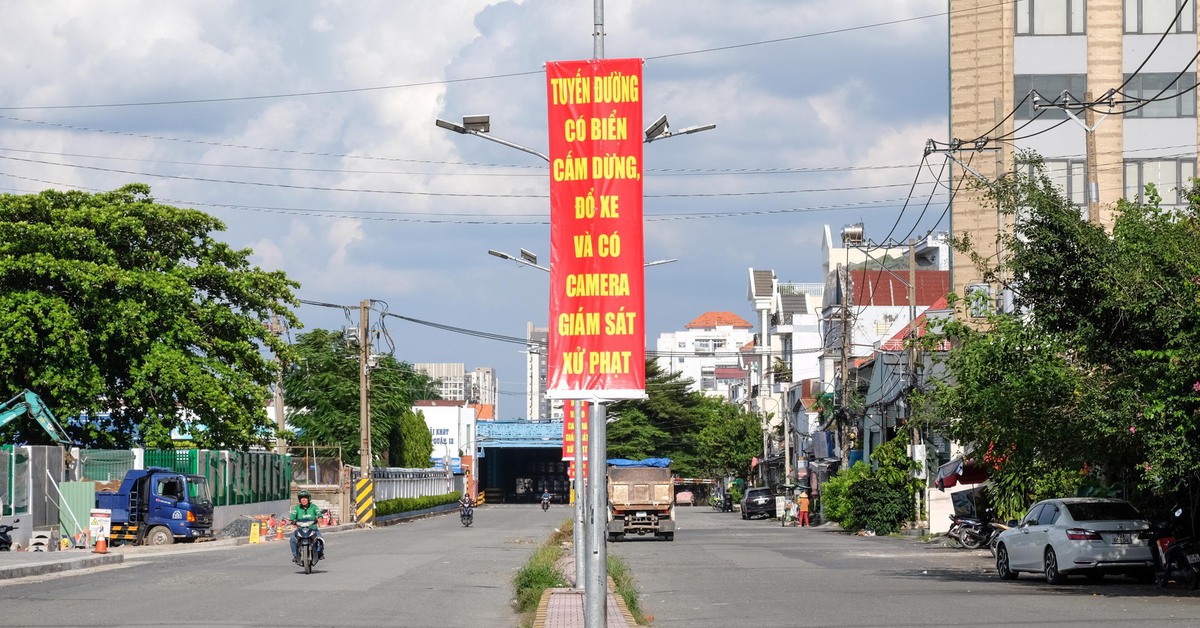 TUYẾN ĐƯỜNG
CÓ BIỂN
CẤM DỪNG,
ĐỖ XE
VÀ CÓ
CAMERA
GIÁM SÁT
XỬ PHẠT